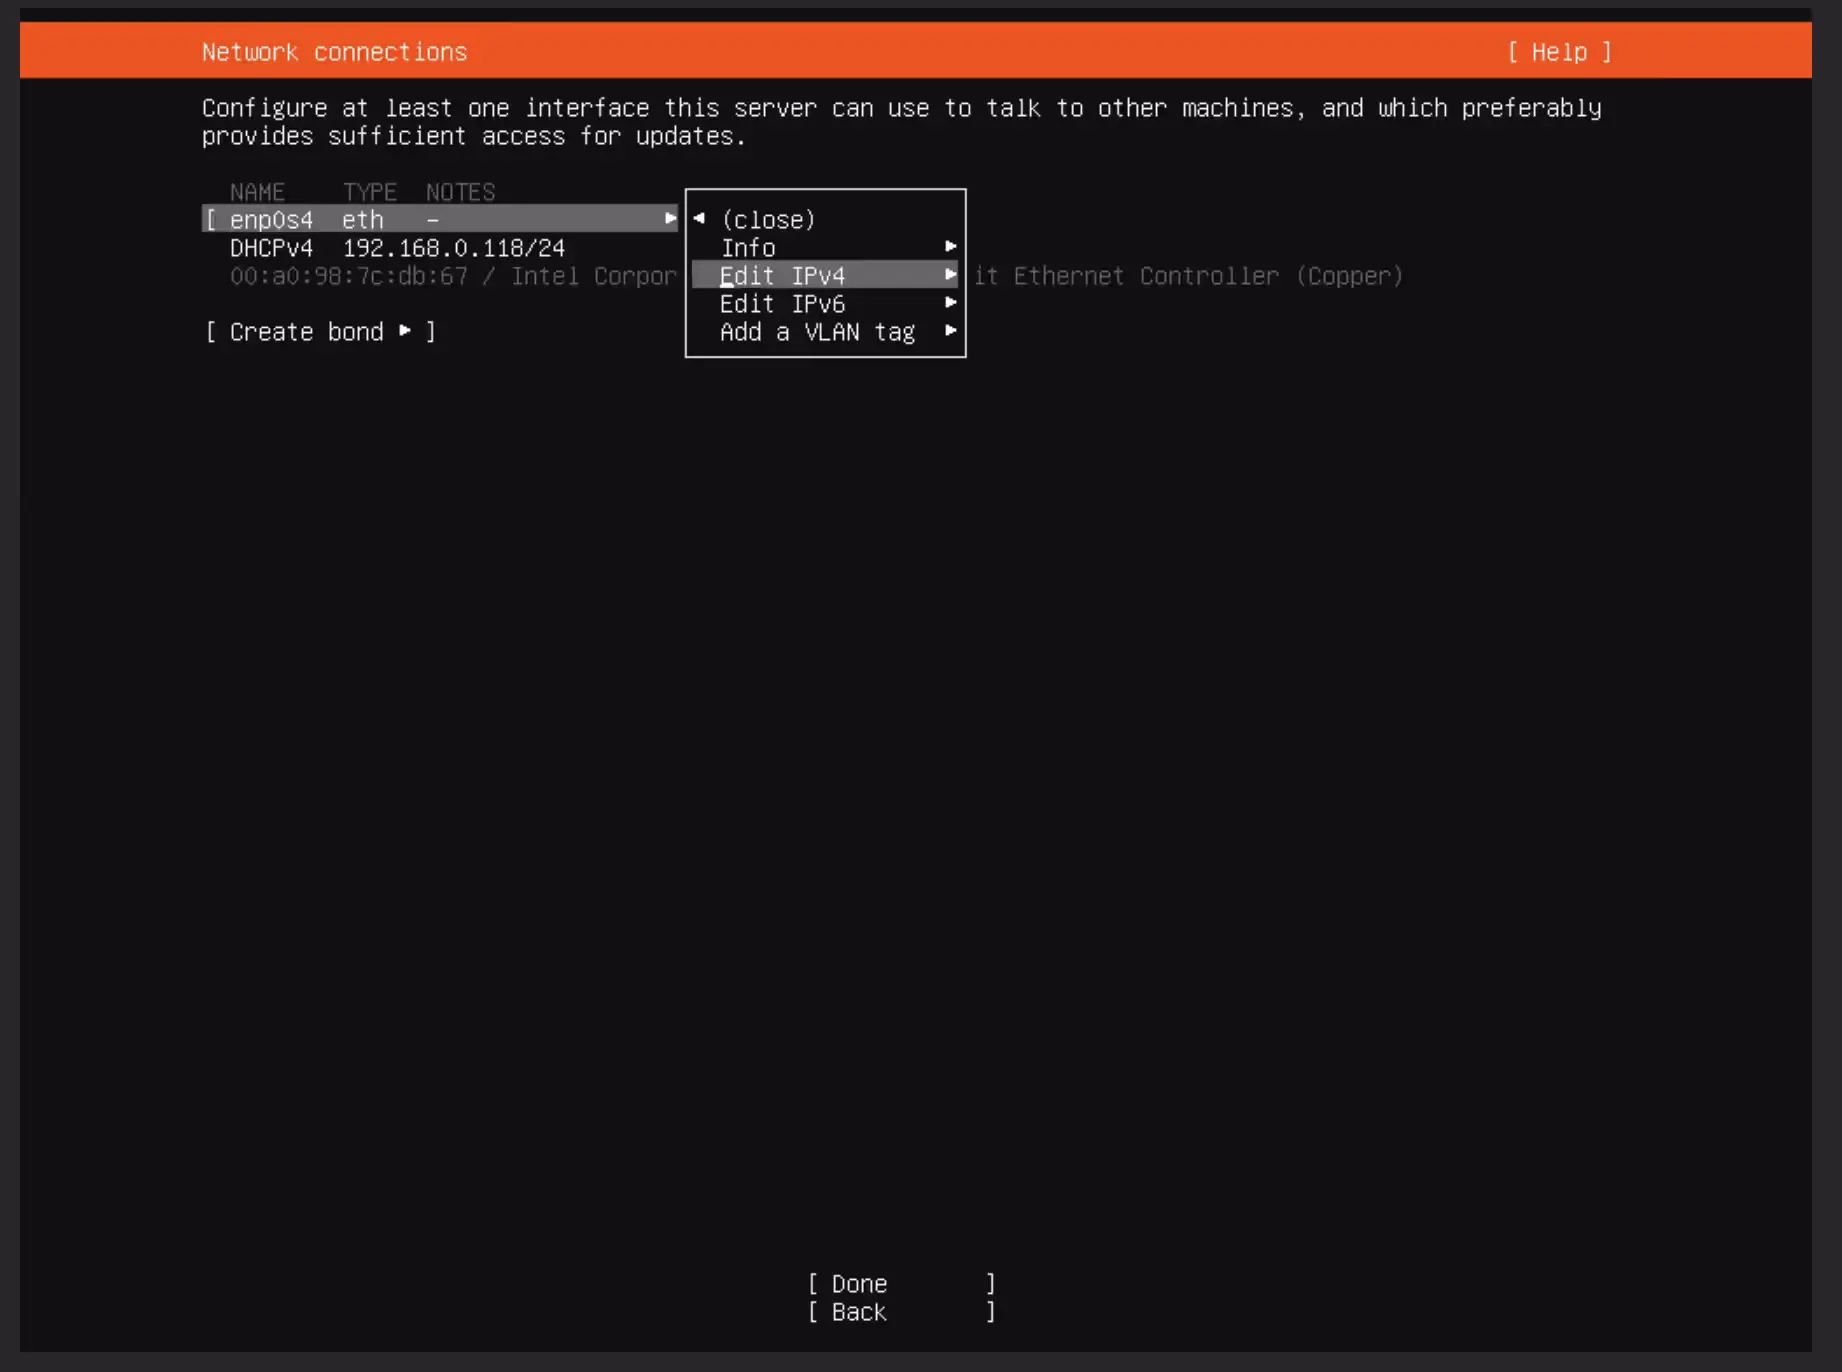 Network connections [ Help ]
Configure at least one interface this server can use to talk to other machines, and which preferably
provides sufficient access for updates.
NAME TYPE NOTES
[ enp0s4 eth - ▸ ◂ (close)
DHCPv4 192.168.0.118/24 Info ▸
00:a0:98:7c:db:67 / Intel Corpor Edit IPv4 ▸ it Ethernet Controller (Copper)
Edit IPv6 ▸
[ Create bond ▸ ] Add a VLAN tag ▸
[ Done ]
[ Back ]